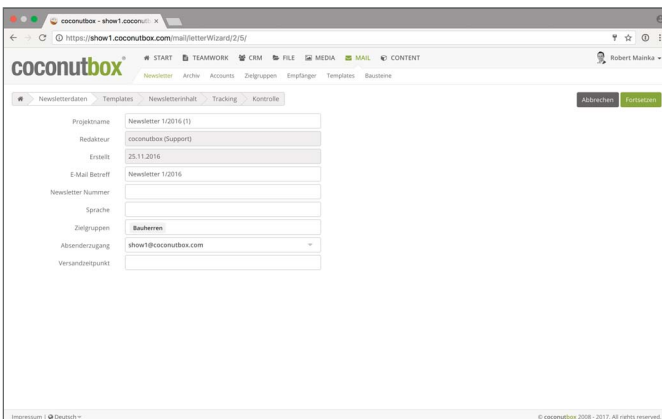 coconutbox - show1.coconutb ×
https://show1.coconutbox.com/mail/letterWizard/2/5/
coconutbox®
START TEAMWORK CRM FILE MEDIA MAIL CONTENT
Robert Mainka
Newsletter Archiv Accounts Zielgruppen Empfänger Templates Bausteine
Newsletterdaten Templates Newsletterinhalt Tracking Kontrolle
Abbrechen Fortsetzen
Projektname Newsletter 1/2016 (1)
Redakteur coconutbox (Support)
Erstellt 25.11.2016
E-Mail Betreff Newsletter 1/2016
Newsletter Nummer
Sprache
Zielgruppen Bauherren
Absenderzugang show1@coconutbox.com
Versandzeitpunkt
Impressum | Deutsch
© coconutbox 2008 - 2017. All rights reserved.